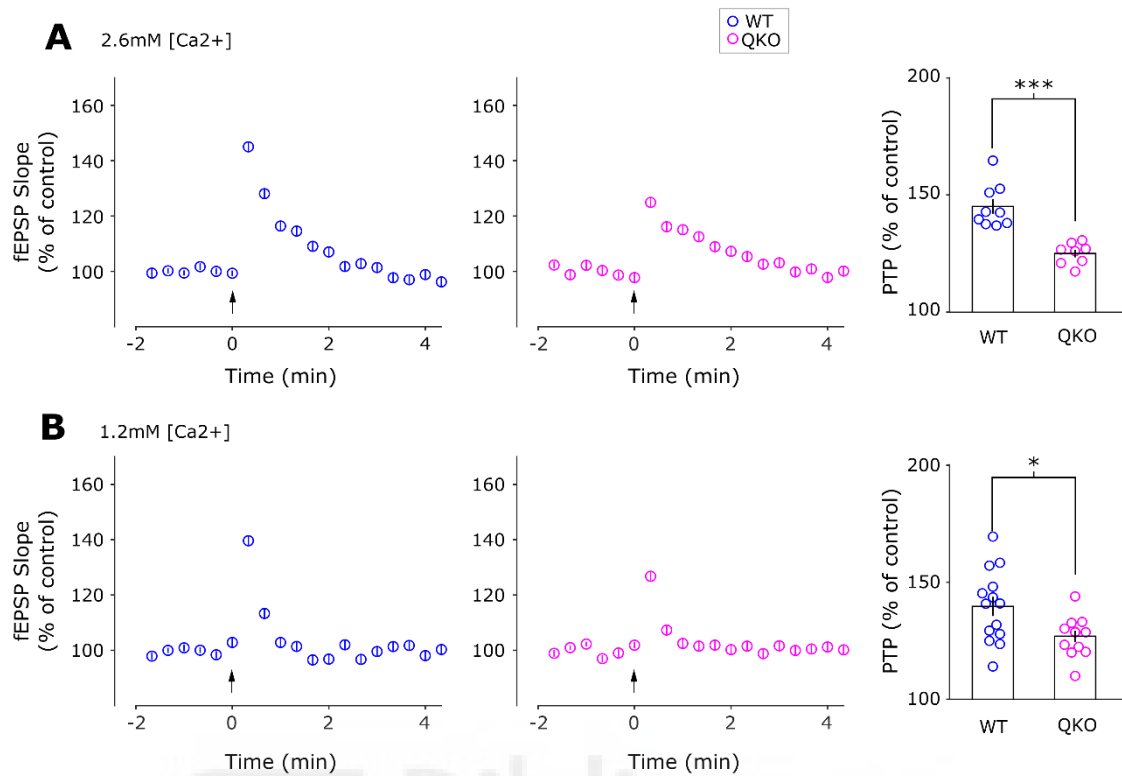 A 2.6mM [Ca2+]
WT
QKO
fEPSP Slope
(% of control)
160
140
120
100
-2 0 2 4
Time (min)
160
140
120
100
-2 0 2 4
Time (min)
PTP (% of control)
200
150
100
***
WT QKO
B 1.2mM [Ca2+]
fEPSP Slope
(% of control)
160
140
120
100
-2 0 2 4
Time (min)
160
140
120
100
-2 0 2 4
Time (min)
PTP (% of control)
200
150
100
*
WT QKO